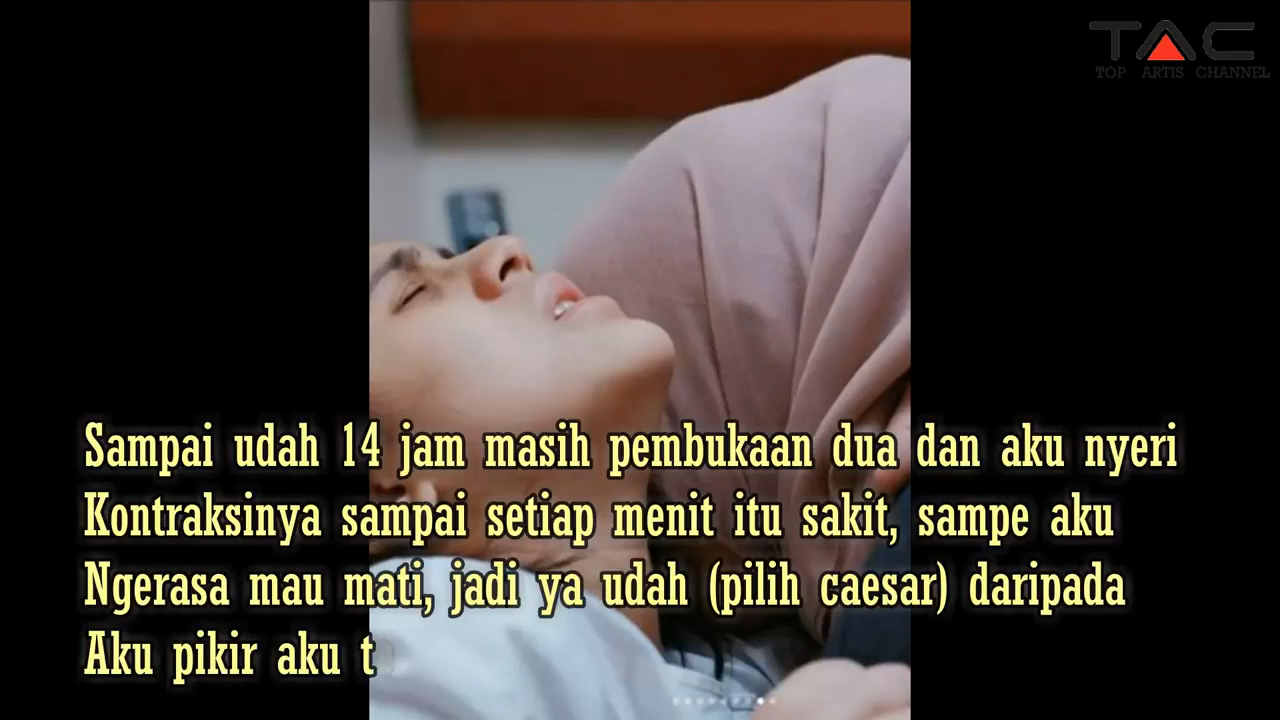 TAC
TOP ARTIS CHANNEL
Sampai udah 14 jam masih pembukaan dua dan aku nyeri
Kontraksinya sampai setiap menit itu sakit, sampe aku
Ngerasa mau mati, jadi ya udah (pilih caesar) daripada
Aku pikir aku t